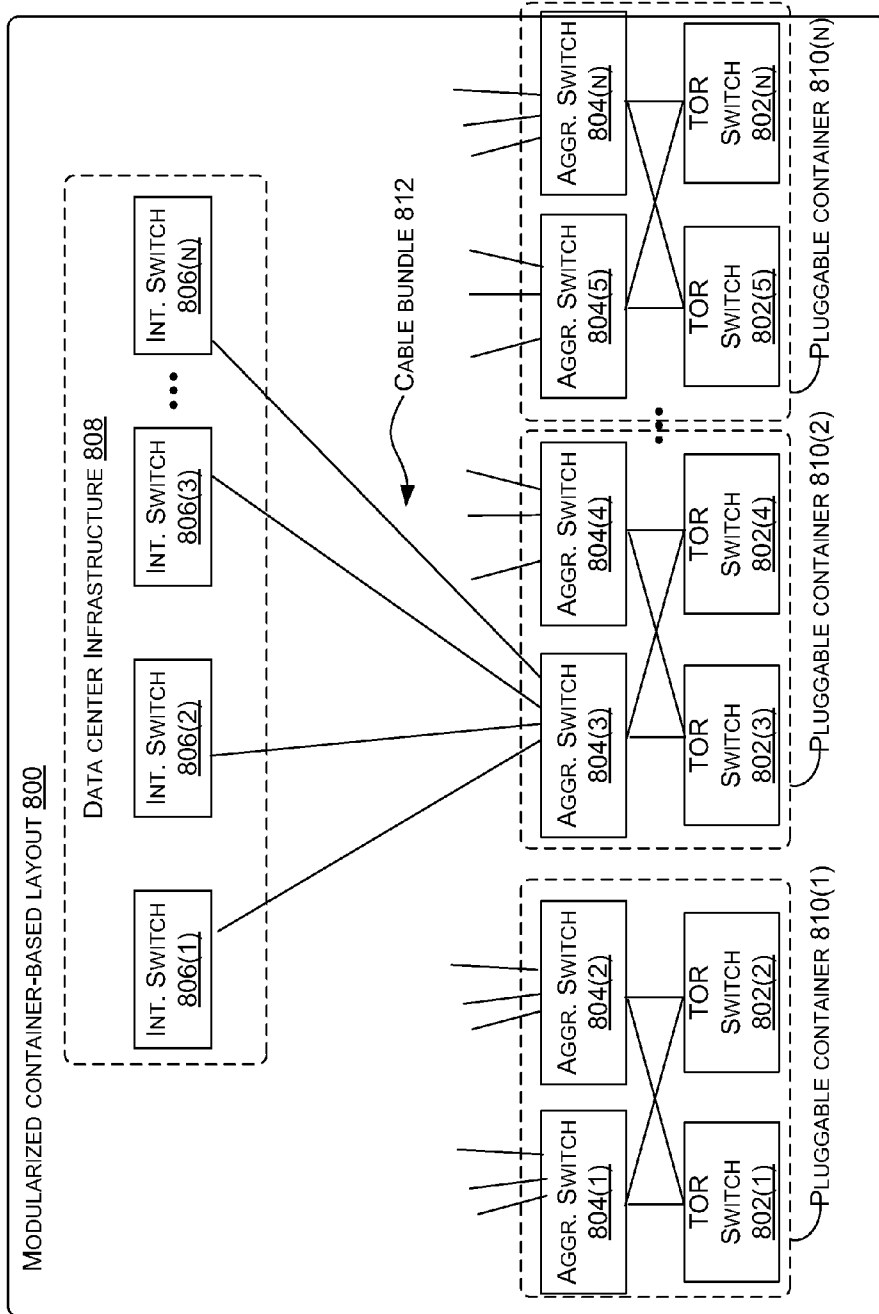 MODULARIZED CONTAINER-BASED LAYOUT 800
DATA CENTER INFRASTRUCTURE 808
INT. SWITCH
806(1)
INT. SWITCH
806(2)
INT. SWITCH
806(3)
•••
INT. SWITCH
806(N)
CABLE BUNDLE 812
AGGR. SWITCH
804(1)
AGGR. SWITCH
804(2)
AGGR. SWITCH
804(3)
AGGR. SWITCH
804(4)
AGGR. SWITCH
804(5)
AGGR. SWITCH
804(N)
•••
TOR
SWITCH
802(1)
TOR
SWITCH
802(2)
TOR
SWITCH
802(3)
TOR
SWITCH
802(4)
TOR
SWITCH
802(5)
TOR
SWITCH
802(N)
PLUGGABLE CONTAINER 810(1)
PLUGGABLE CONTAINER 810(2)
PLUGGABLE CONTAINER 810(N)